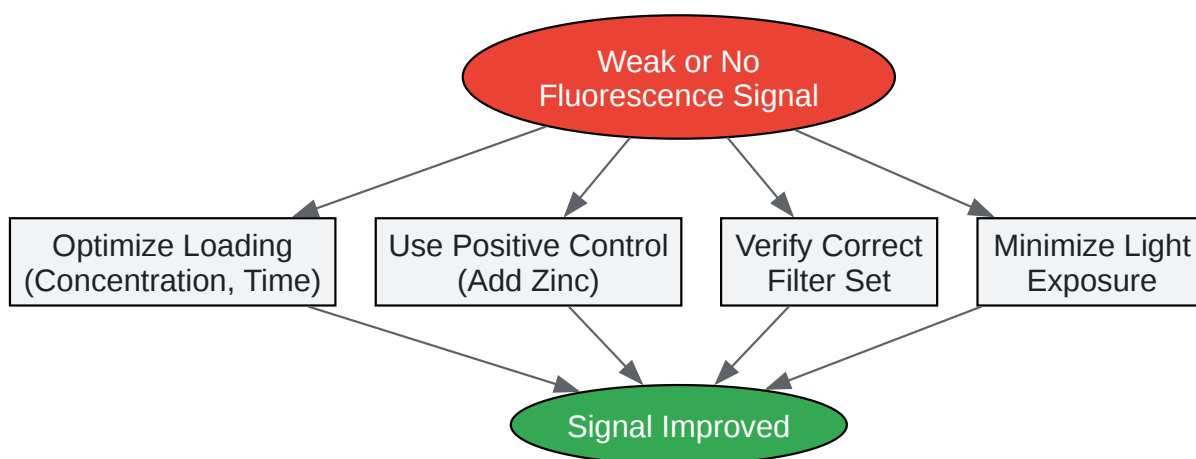 Weak or No
Fluorescence Signal
Optimize Loading
(Concentration, Time)
Use Positive Control
(Add Zinc)
Verify Correct
Filter Set
Minimize Light
Exposure
Signal Improved